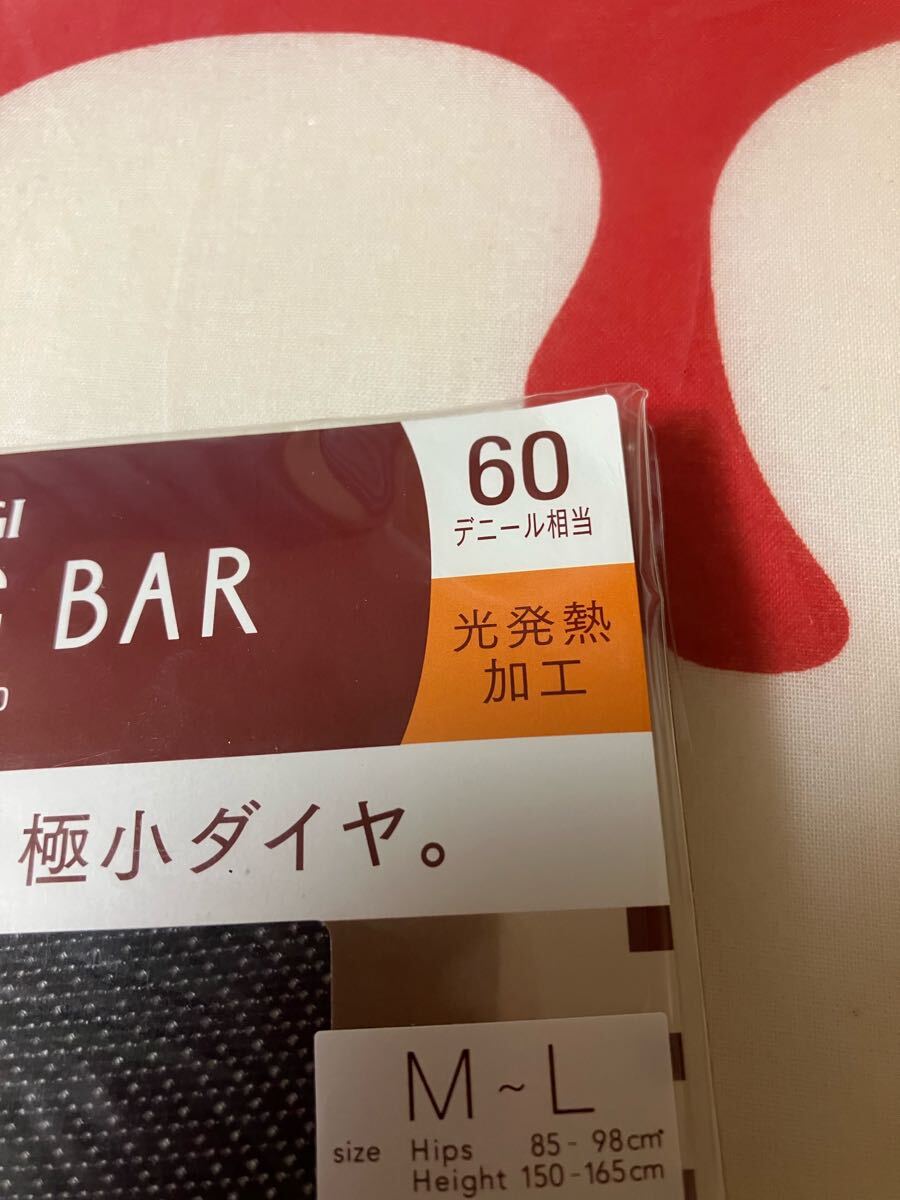 60
デニール相当
GI
BAR
光発熱
加工
極小ダイヤ。
M~L
size Hips 85-98cm
Height 150-165cm